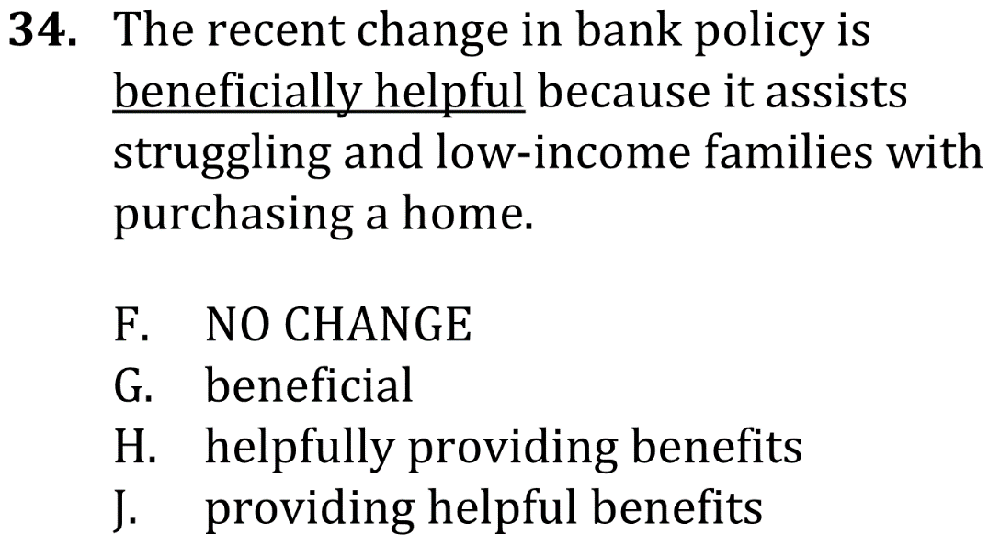 34. The recent change in bank policy is
beneficially helpful because it assists
struggling and low-income families with
purchasing a home.
F. NO CHANGE
G. beneficial
H. helpfully providing benefits
J. providing helpful benefits